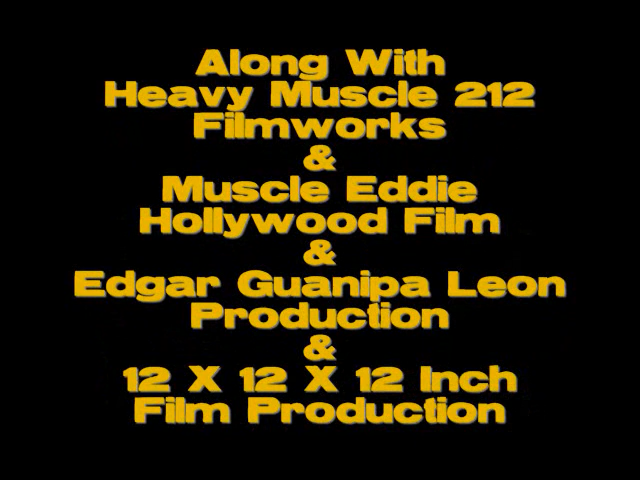 Along With
Heavy Muscle 212
Filmworks
&
Muscle Eddie
Hollywood Film
&
Edgar Guanipa Leon
Production
&
12 X 12 X 12 Inch
Film Production